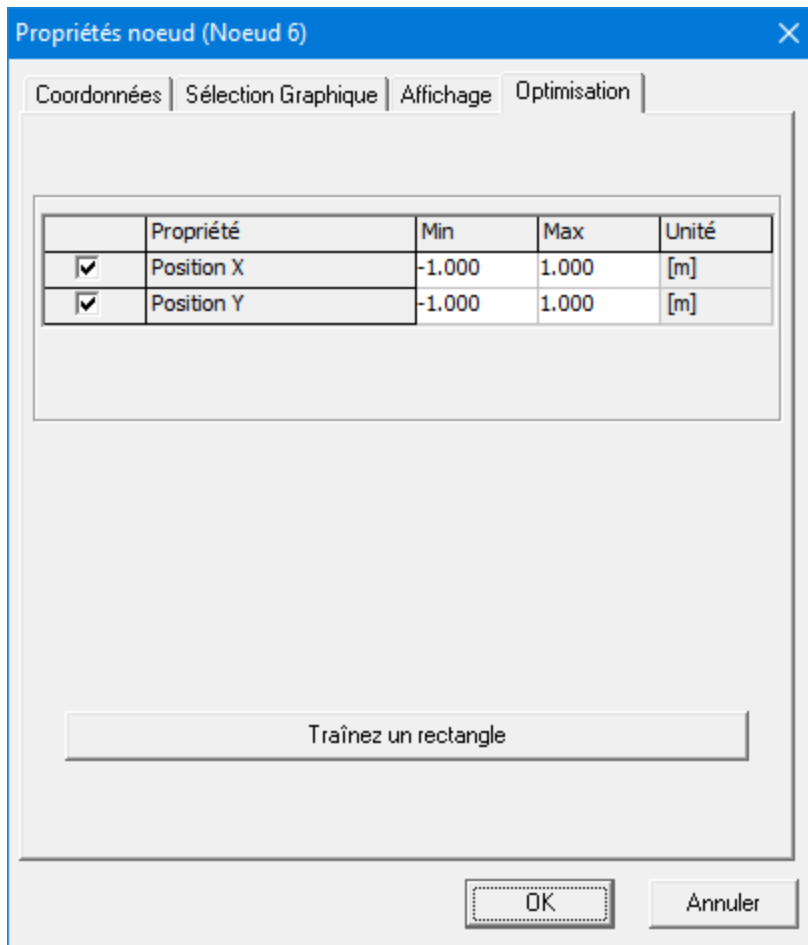 Propriétés noeud (Noeud 6)
Coordonnées Sélection Graphique Affichage Optimisation
Propriété Min Max Unité
Position X -1.000 1.000 [m]
Position Y -1.000 1.000 [m]
Traînez un rectangle
OK Annuler